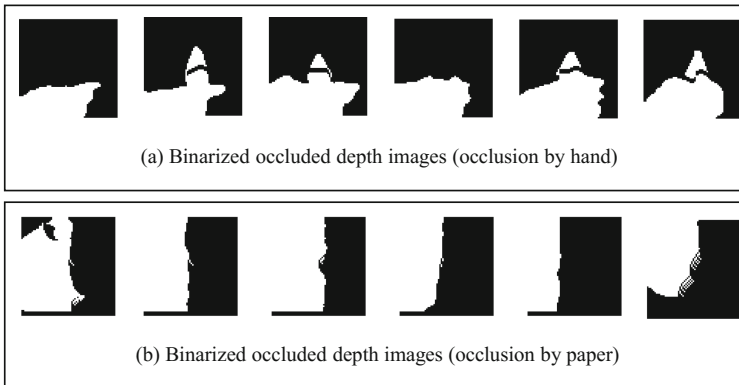 (a) Binarized occluded depth images (occlusion by hand)
(b) Binarized occluded depth images (occlusion by paper)